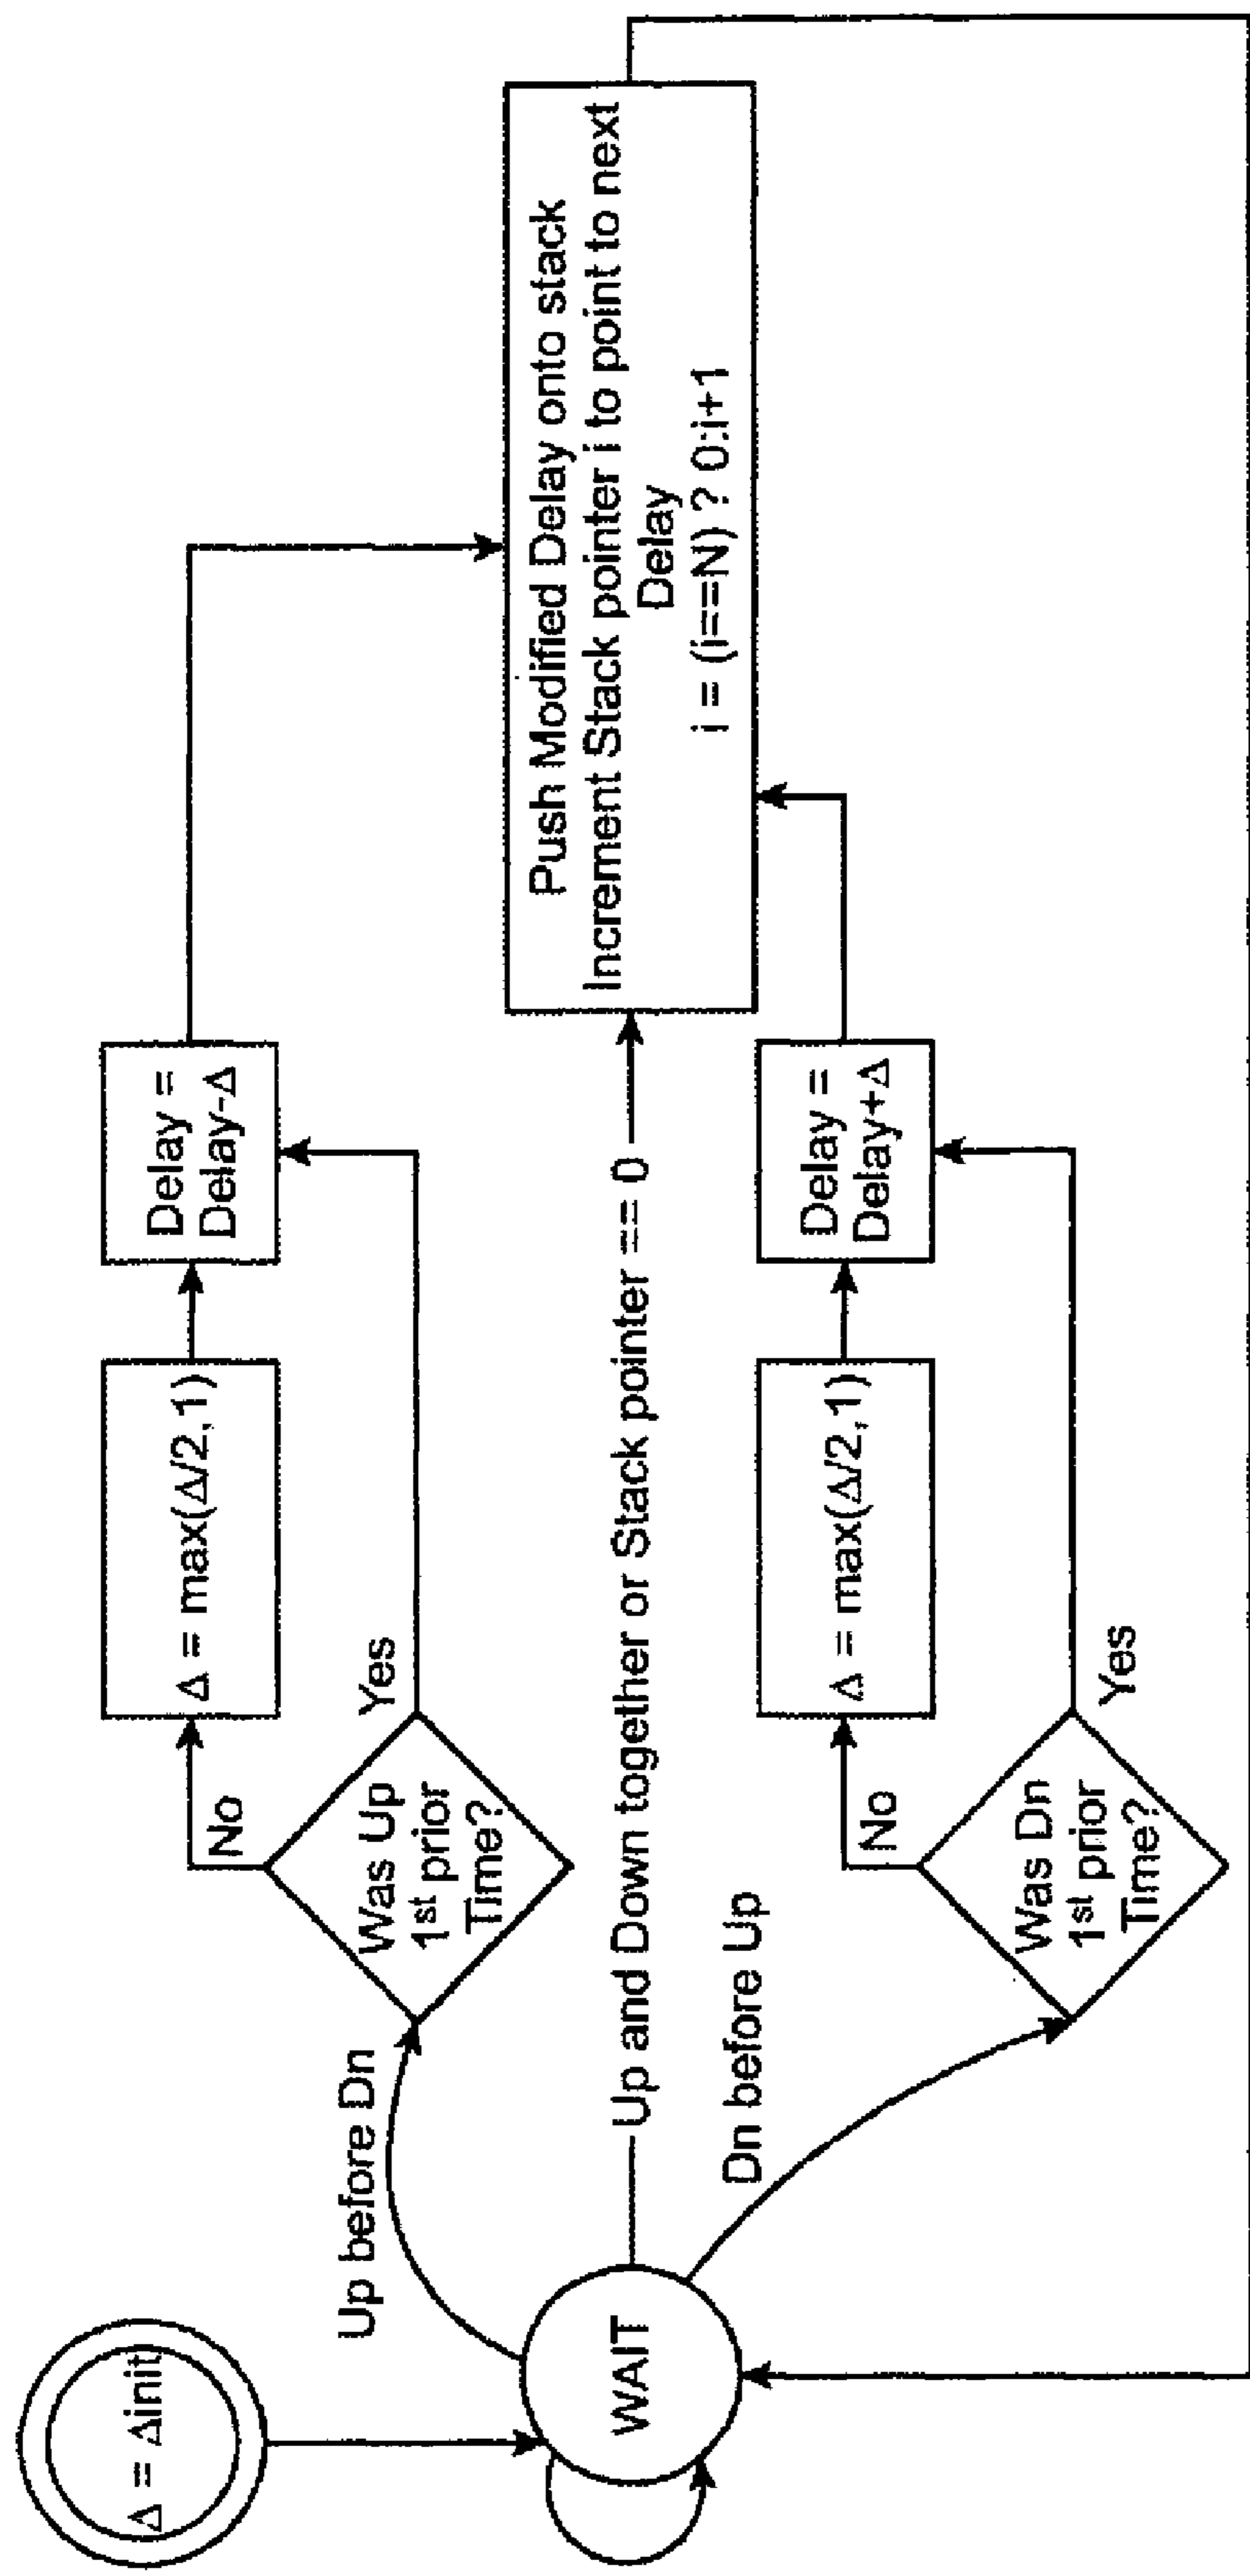 Δ = Δinit
WAIT
Up before Dn
Was Up
1st prior
Time?
No
Yes
Δ = max(Δ/2,1)
Delay =
Delay-Δ
Up and Down together or Stack pointer == 0
Push Modified Delay onto stack
Increment Stack pointer i to point to next
Delay
i = (i==N) ? 0:i+1
Dn before Up
Was Dn
1st prior
Time?
No
Yes
Δ = max(Δ/2,1)
Delay =
Delay+Δ